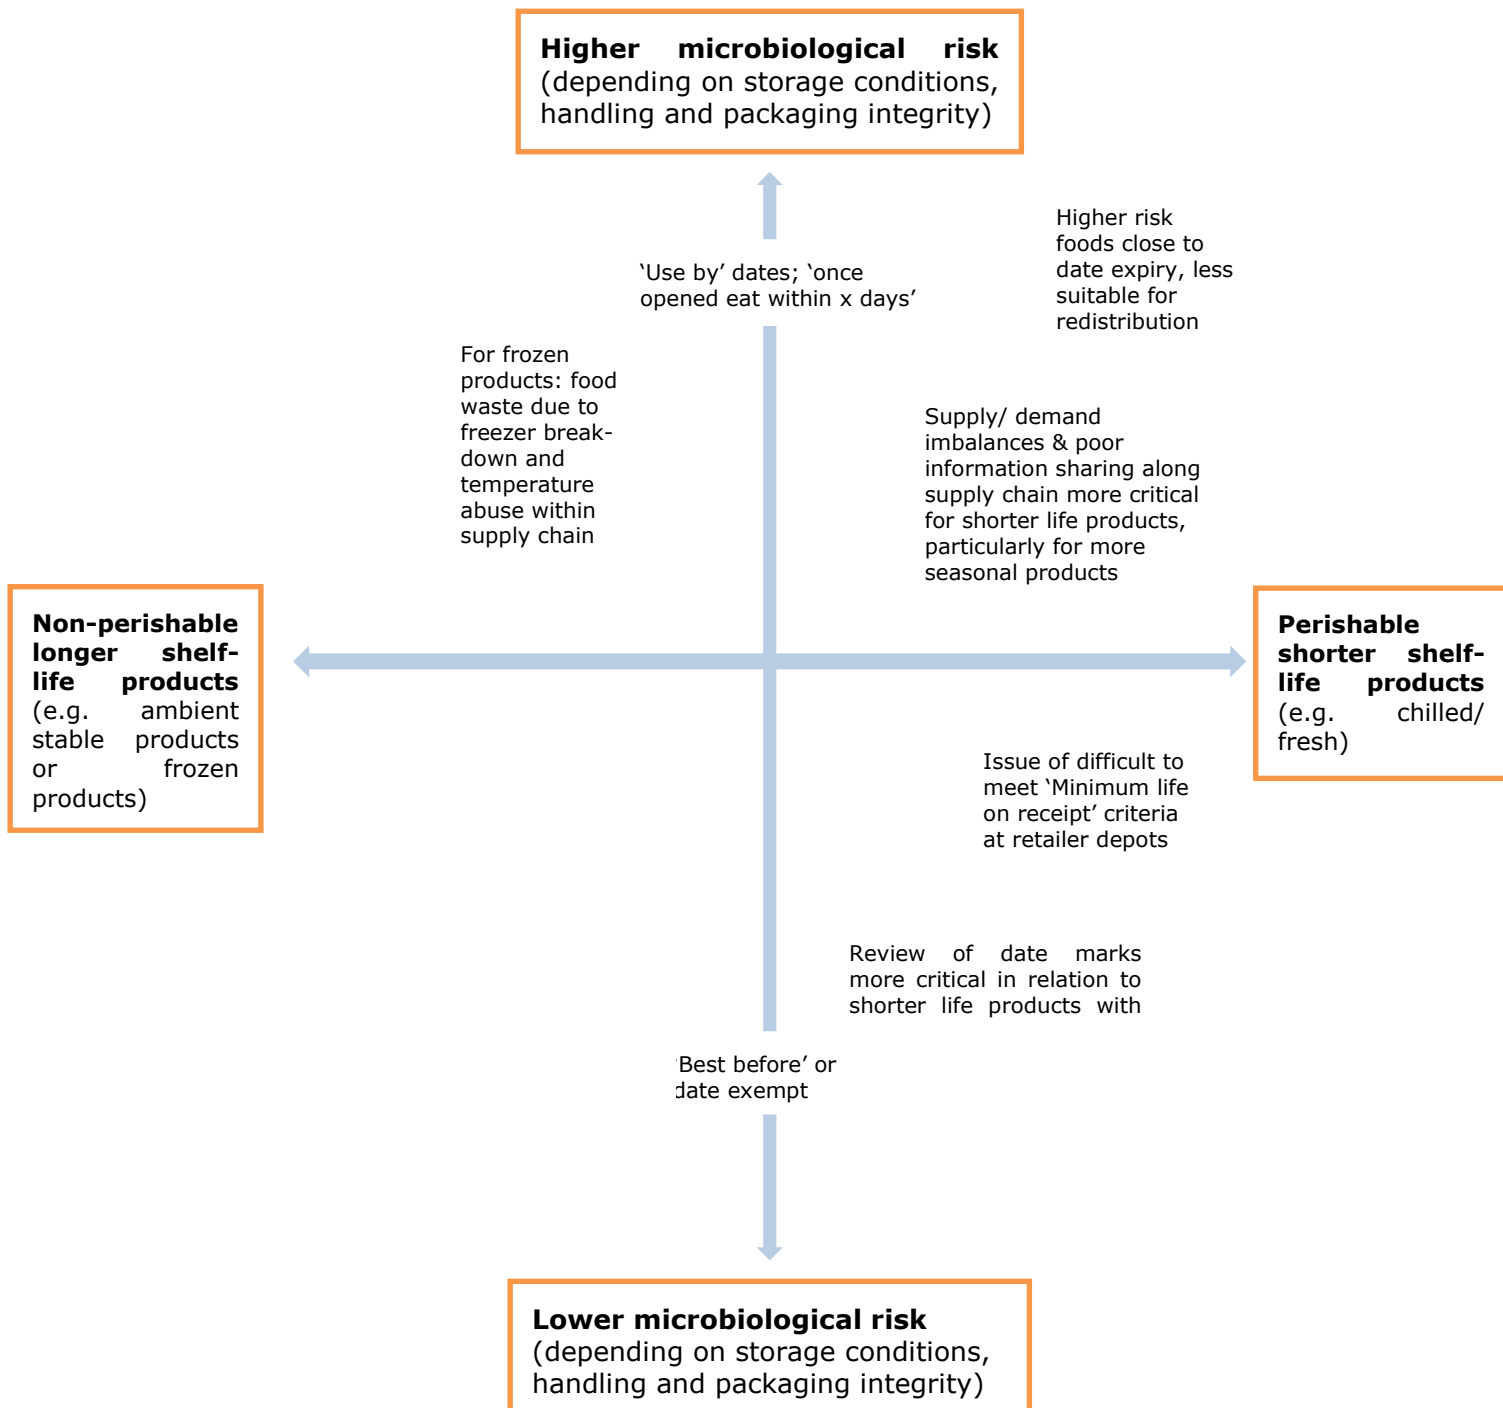 Higher microbiological risk
(depending on storage conditions,
handling and packaging integrity)
Higher risk
foods close to
date expiry, less
suitable for
redistribution
‘Use by’ dates; ‘once
opened eat within x days’
For frozen
products: food
waste due to
freezer break-
down and
temperature
abuse within
supply chain
Supply/ demand
imbalances & poor
information sharing along
supply chain more critical
for shorter life products,
particularly for more
seasonal products
Non-perishable
longer shelf-
life products
(e.g. ambient
stable products
or frozen
products)
Perishable
shorter shelf-
life products
(e.g. chilled/
fresh)
Issue of difficult to
meet ‘Minimum life
on receipt’ criteria
at retailer depots
Review of date marks
more critical in relation to
shorter life products with
‘Best before’ or
date exempt
Lower microbiological risk
(depending on storage conditions,
handling and packaging integrity)